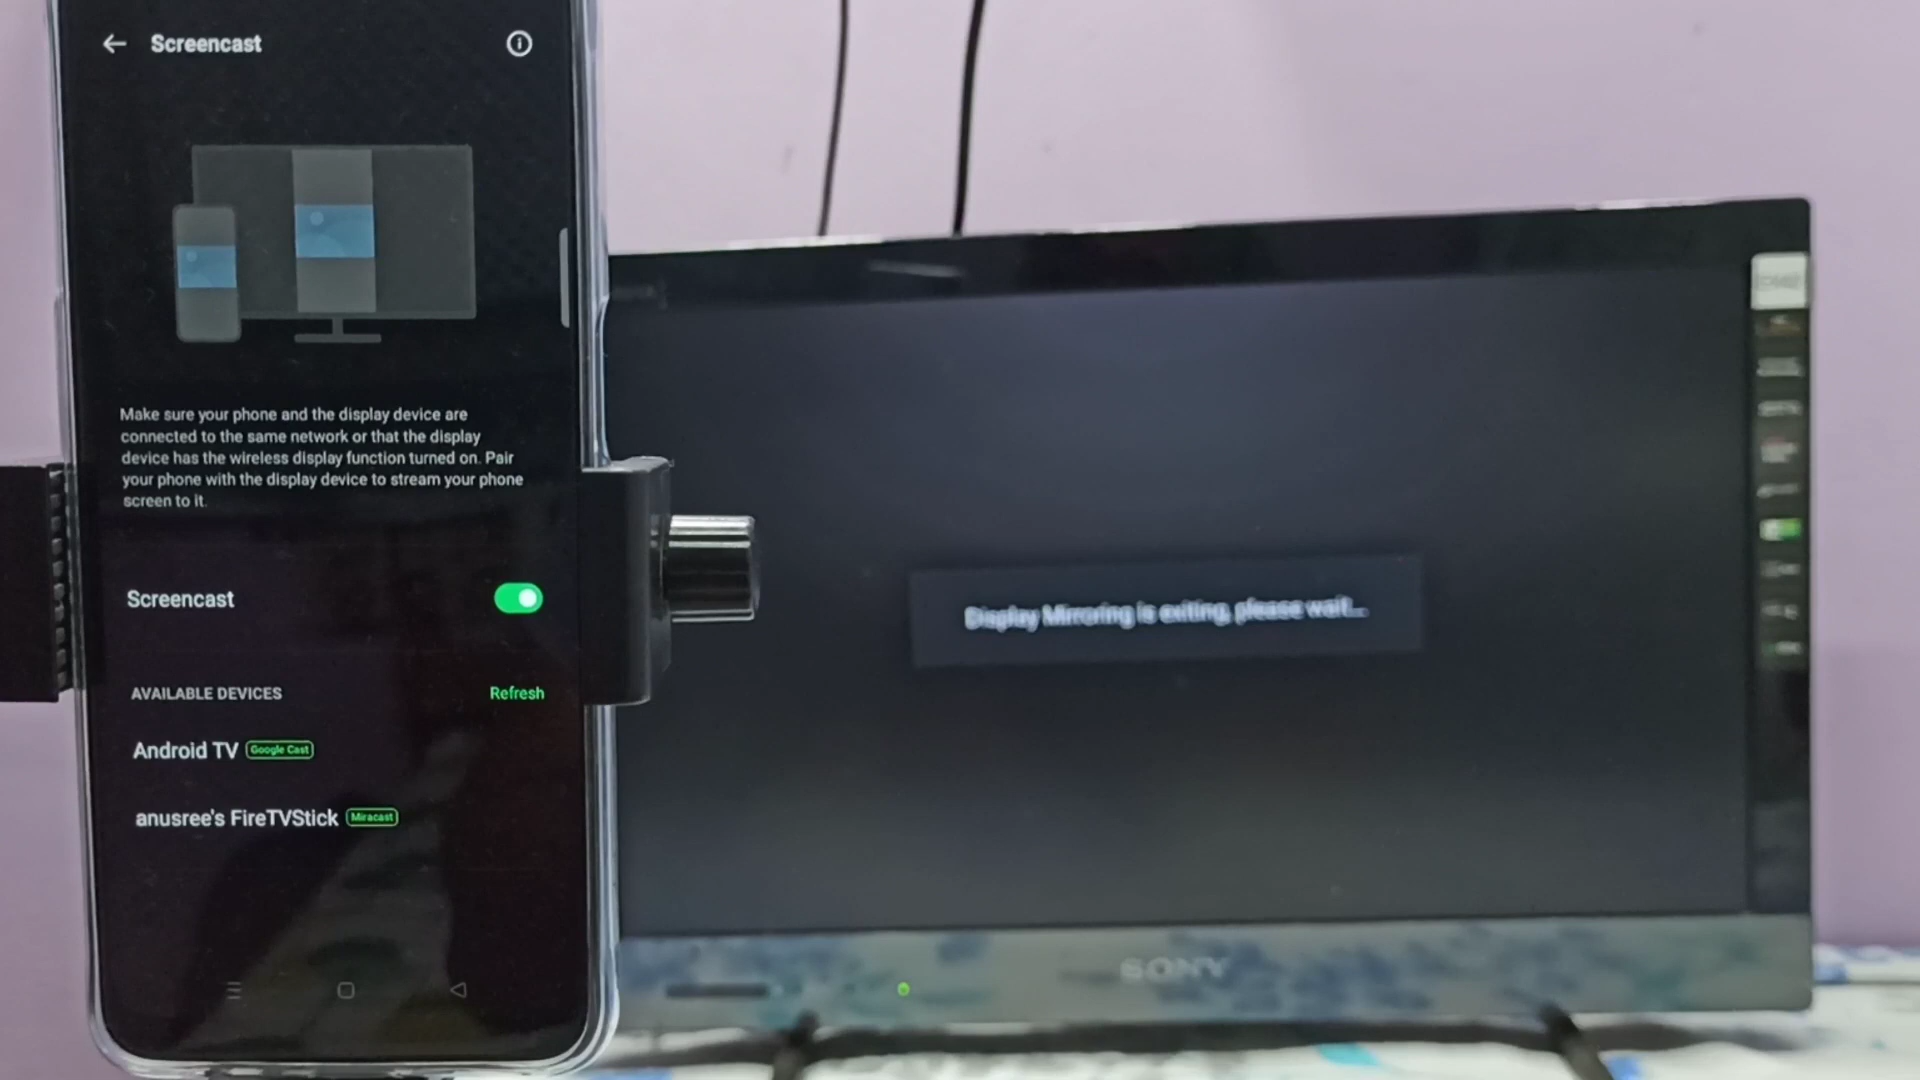 Screencast
Make sure your phone and the display device are
connected to the same network or that the display
device has the wireless display function turned on. Pair
your phone with the display device to stream your phone
screen to it.
Screencast
AVAILABLE DEVICES
Refresh
Android TV Google Cast
anusree's FireTVStick Miracast
Display Mirroring is exiting, please wait...
SONY